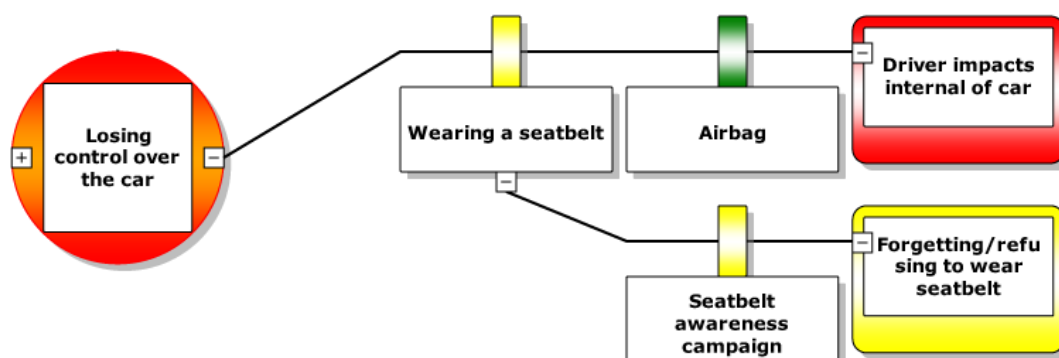 Losing
control over
the car
Wearing a seatbelt
Airbag
Driver impacts
internal of car
Seatbelt
awareness
campaign
Forgetting/refu
sing to wear
seatbelt